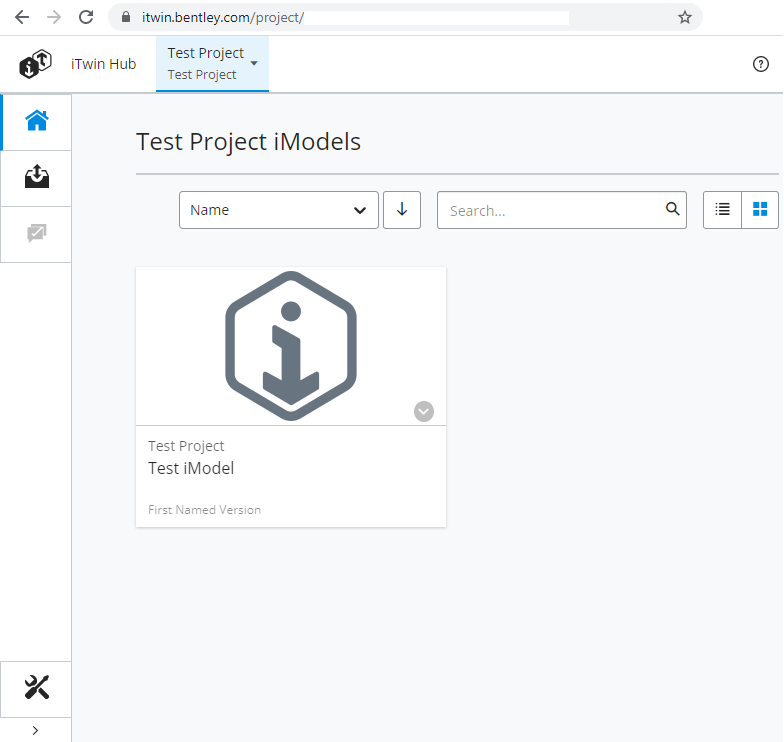 itwin.bentley.com/project/
iTwin Hub
Test Project
Test Project
Test Project iModels
Name
Search...
Test Project
Test iModel
First Named Version